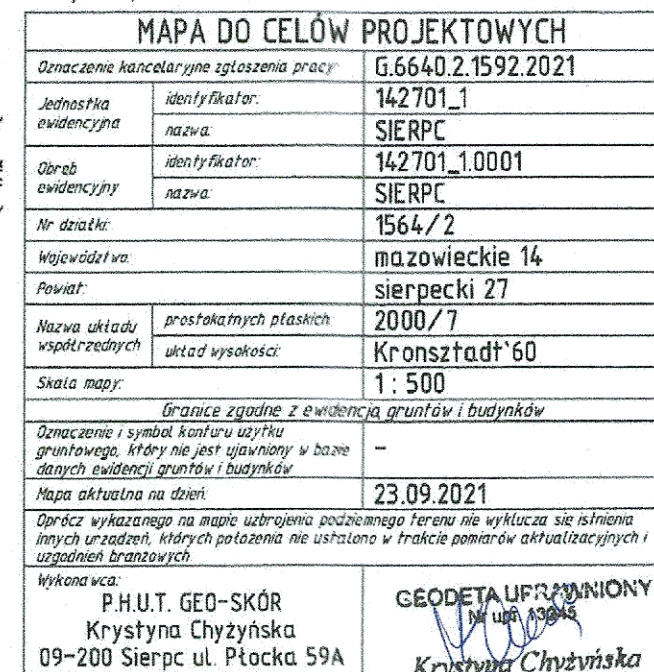 MAPA DO CELÓW PROJEKTOWYCH
Oznaczenie kancelaryjne zgłoszenia pracy: G.6640.2.1592.2021
Jednostka ewidencyjna identyfikator: 142701_1
nazwa: SIERPC
Obręb ewidencyjny identyfikator: 142701_1.0001
nazwa: SIERPC
Nr działki: 1564/2
Województwo: mazowieckie 14
Powiat: sierpecki 27
Nazwa układu współrzędnych prostokątnych płaskich: 2000/7
układ wysokości: Kronsztadt'60
Skala mapy: 1 : 500
Granice zgodne z ewidencją gruntów i budynków
Oznaczenie i symbol konturu użytku
gruntowego, który nie jest ujawniony w bazie –
danych ewidencji gruntów i budynków
Mapa aktualna na dzień: 23.09.2021
Oprócz wykazanego na mapie uzbrojenia podziemnego terenu nie wyklucza się istnienia
innych urządzeń, których położenia nie ustalono w trakcie pomiarów aktualizacyjnych i
uzgodnień branżowych
Wykonawca:
P.H.U.T. GEO-SKÓR
Krystyna Chyżyńska
09-200 Sierpc ul. Płocka 59A
GEODETA UPRAWNIONY
Nr upr.
Krystyna Chyżyńska